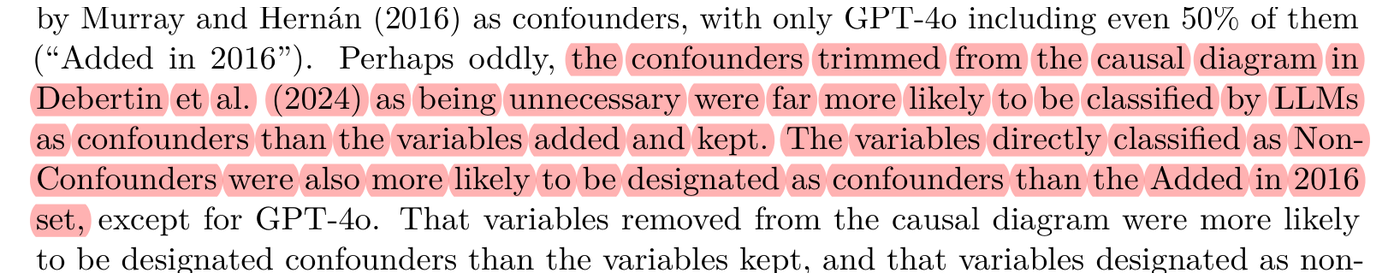 by Murray and Hernán (2016) as confounders, with only GPT-4o including even 50% of them
(“Added in 2016”). Perhaps oddly, the confounders trimmed from the causal diagram in
Debertin et al. (2024) as being unnecessary were far more likely to be classified by LLMs
as confounders than the variables added and kept. The variables directly classified as Non-
Confounders were also more likely to be designated as confounders than the Added in 2016
set, except for GPT-4o. That variables removed from the causal diagram were more likely
to be designated confounders than the variables kept, and that variables designated as non-